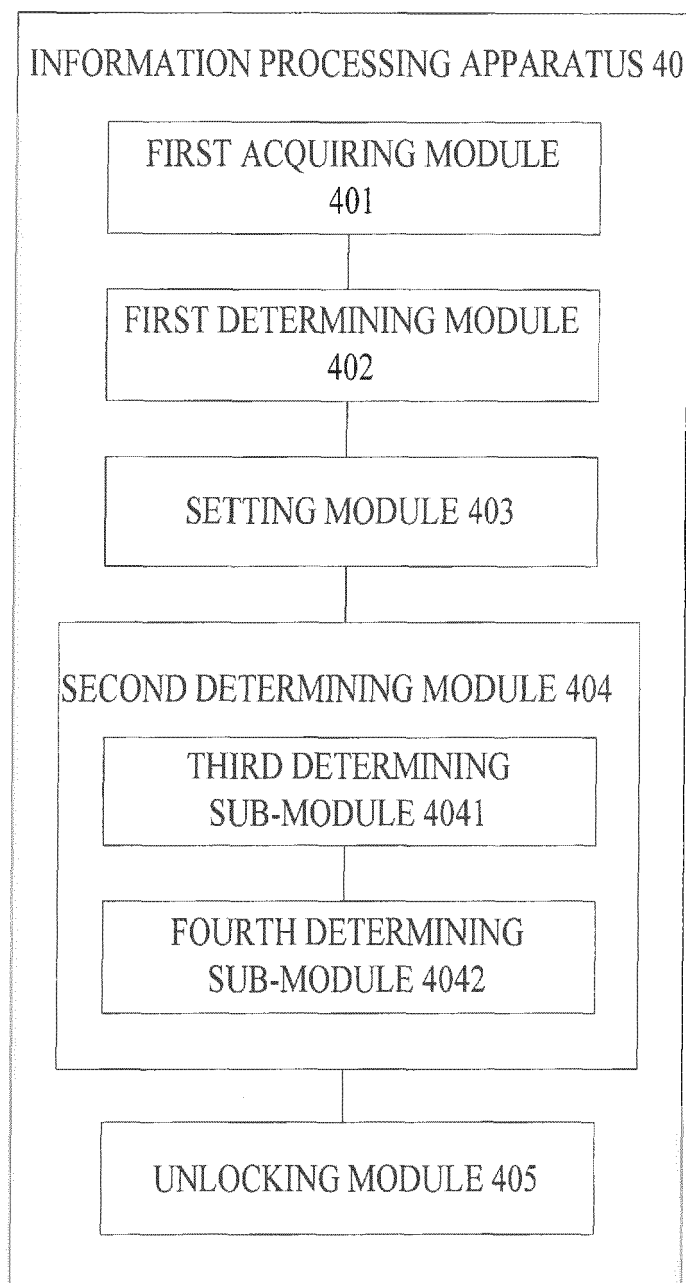 INFORMATION PROCESSING APPARATUS 40
FIRST ACQUIRING MODULE
401
FIRST DETERMINING MODULE
402
SETTING MODULE 403
SECOND DETERMINING MODULE 404
THIRD DETERMINING
SUB-MODULE 4041
FOURTH DETERMINING
SUB-MODULE 4042
UNLOCKING MODULE 405